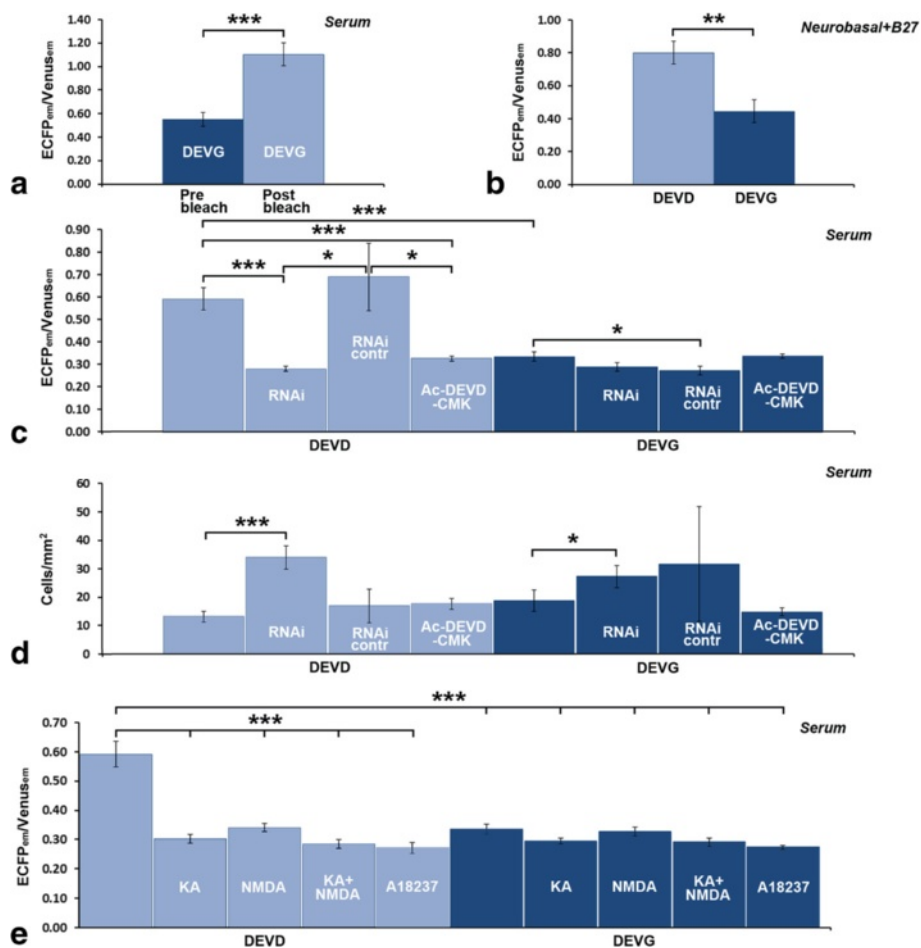 ***
Serum
1.40
1.20
1.00
0.80
0.60
0.40
0.20
0.00
ECFPem/Venusem
DEVG
DEVG
Pre bleach
Post bleach
a
**
Neurobasal+B27
1.00
0.80
0.60
0.40
0.20
0.00
ECFPem/Venusem
DEVD
DEVG
b
***
***
***
*
*
*
Serum
0.90
0.80
0.70
0.60
0.50
0.40
0.30
0.20
0.10
0.00
ECFPem/Venusem
RNAi
RNAi
contr
Ac-DEVD
-CMK
RNAi
RNAi
contr
Ac-DEVD
-CMK
DEVD
DEVG
c
Serum
***
*
60
50
40
30
20
10
0
Cells/mm²
RNAi
RNAi
contr
Ac-DEVD
-CMK
RNAi
RNAi
contr
Ac-DEVD
-CMK
DEVD
DEVG
d
***
***
Serum
0.70
0.60
0.50
0.40
0.30
0.20
0.10
0.00
ECFPem/Venusem
KA
NMDA
KA+
NMDA
A18237
KA
NMDA
KA+
NMDA
A18237
DEVD
DEVG
e